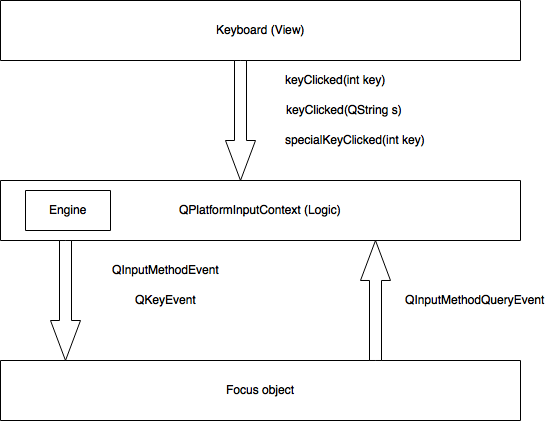 Keyboard (View)
keyClicked(int key)
keyClicked(QString s)
specialKeyClicked(int key)
Engine
QPlatformInputContext (Logic)
QInputMethodEvent
QKeyEvent
QInputMethodQueryEvent
Focus object